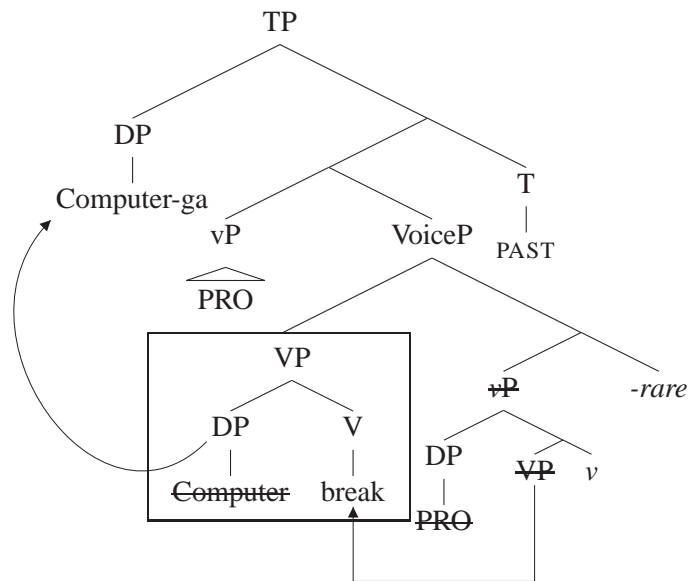 TP
DP
Computer-ga
T
PAST
vP
PRO
VoiceP
VP
DP
Computer
V
break
vP
-rare
DP
PRO
VP
v